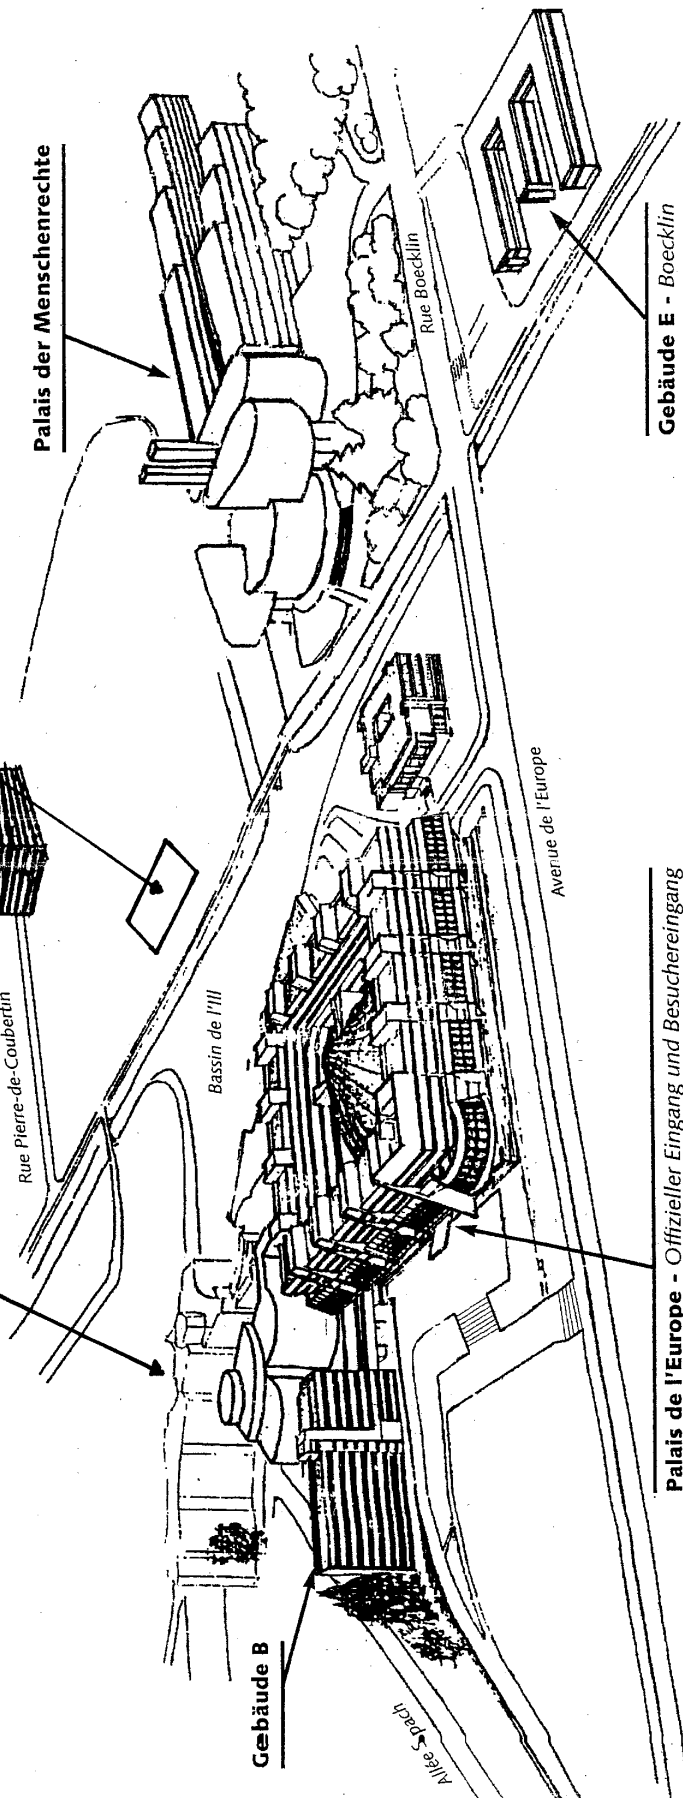 Palais der Menschenrechte
Rue Pierre-de-Coubertin
Bassin de l'Ill
Rue Boecklin
Gebäude E - Boecklin
Avenue de l'Europe
Gebäude B
Allée Spach
Palais de l'Europe - Offizieller Eingang und Besuchereingang